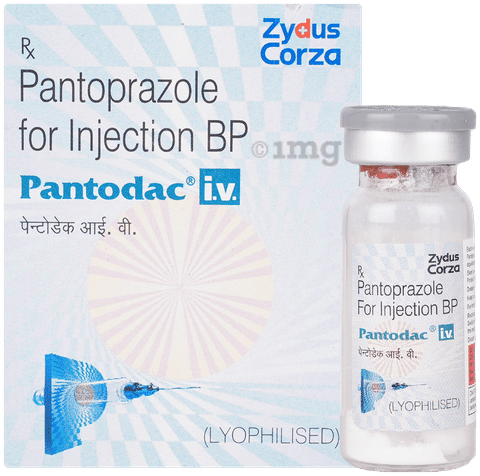 Zydus
Corza
Rx
Pantoprazole
for Injection BP
Pantodac® i.v.
पेन्टोडेक आई. वी.
(LYOPHILISED)
©1mg
Zydus
Corza
Rx
Pantoprazole
For Injection BP
Pantodac® i.v.
पेन्टोडेक आई. वी.
(LYOPHILISED)